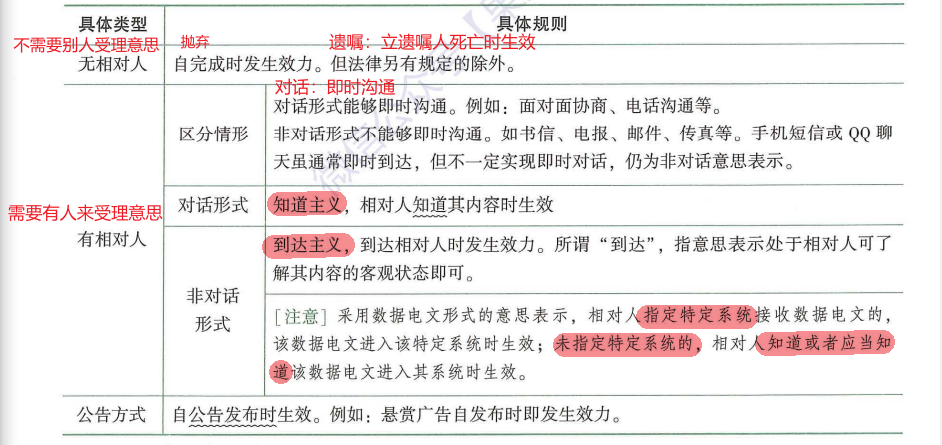 具体类型 具体规则
不需要别人受理意思 抛弃 遗嘱：立遗嘱人死亡时生效
无相对人 自完成时发生效力。但法律另有规定的除外。
对话：即时沟通
对话形式能够即时沟通。例如：面对面协商、电话沟通等。
区分情形 非对话形式不能够即时沟通。如书信、电报、邮件、传真等。手机短信或 QQ 聊
天虽通常即时到达，但不一定实现即时对话，仍为非对话意思表示。
需要有人来受理意思
有相对人
对话形式 知道主义，相对人知道其内容时生效
到达主义，到达相对人时发生效力。所谓“到达”，指意思表示处于相对人可了
解其内容的客观状态即可。
非对话
形式
[注意] 采用数据电文形式的意思表示，相对人指定特定系统接收数据电文的，
该数据电文进入该特定系统时生效；未指定特定系统的，相对人知道或者应当知
道该数据电文进入其系统时生效。
公告方式 自公告发布时生效。例如：悬赏广告自发布时即发生效力。
微信公众号